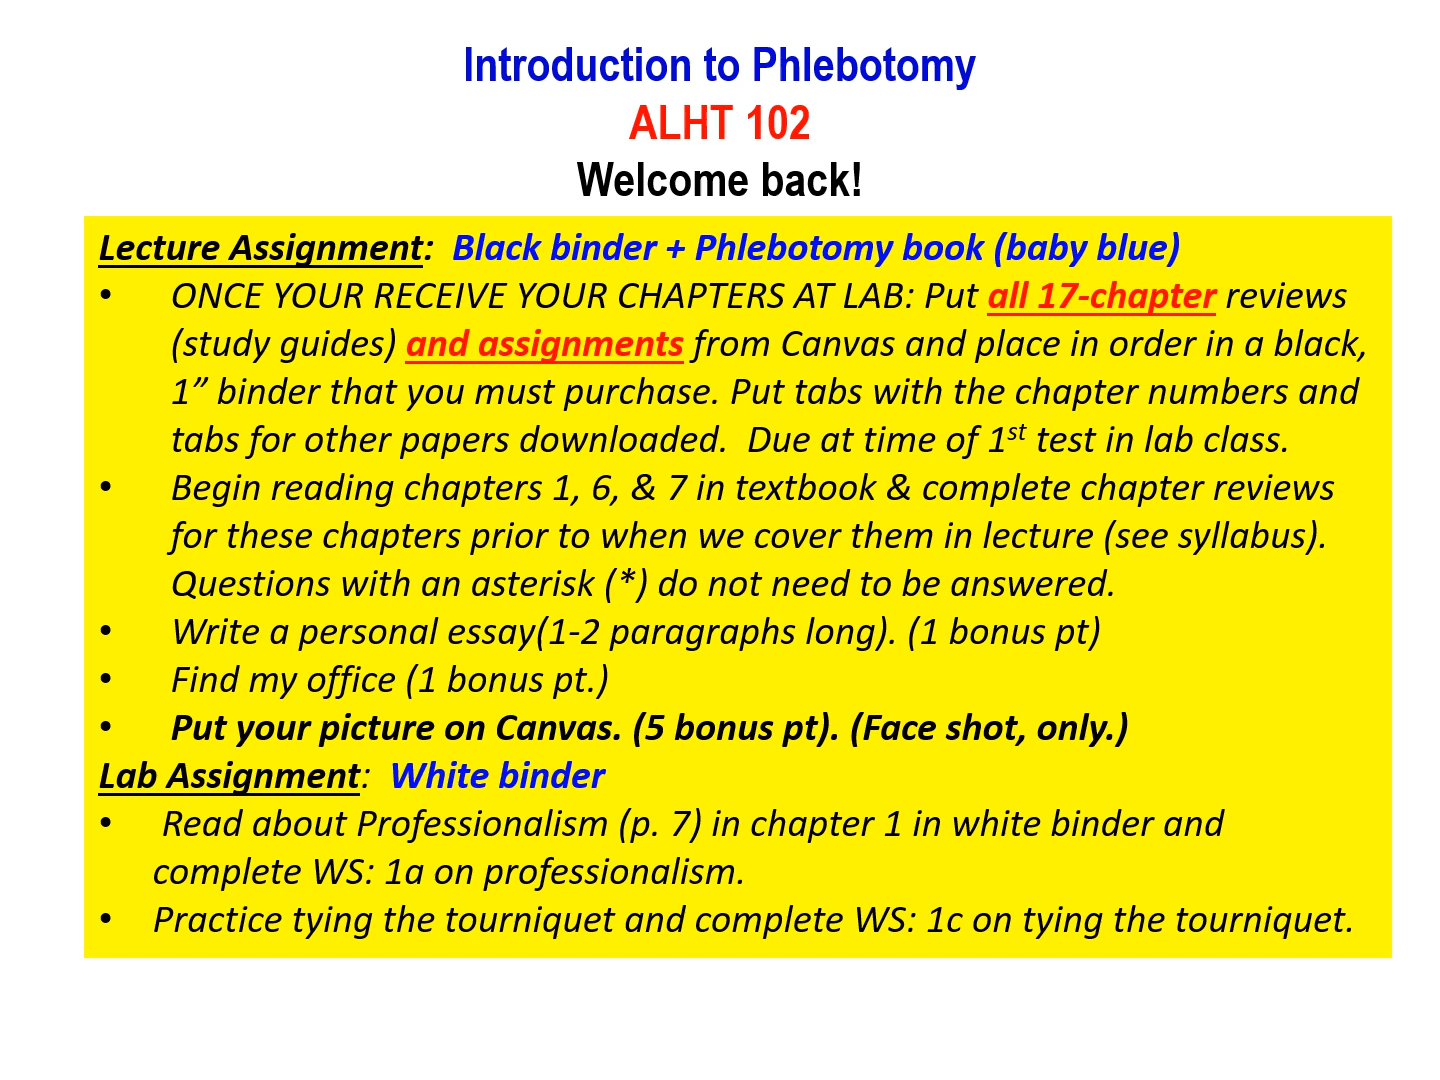 Introduction to Phlebotomy
ALHT 102
Welcome back!
Lecture Assignment:  Black binder + Phlebotomy book (baby blue)
• ONCE YOUR RECEIVE YOUR CHAPTERS AT LAB: Put all 17-chapter reviews
(study guides) and assignments from Canvas and place in order in a black,
1” binder that you must purchase. Put tabs with the chapter numbers and
tabs for other papers downloaded.  Due at time of 1st test in lab class.
• Begin reading chapters 1, 6, & 7 in textbook & complete chapter reviews
for these chapters prior to when we cover them in lecture (see syllabus).
Questions with an asterisk (*) do not need to be answered.
• Write a personal essay(1-2 paragraphs long). (1 bonus pt)
• Find my office (1 bonus pt.)
• Put your picture on Canvas. (5 bonus pt). (Face shot, only.)
Lab Assignment:  White binder
• Read about Professionalism (p. 7) in chapter 1 in white binder and
complete WS: 1a on professionalism.
• Practice tying the tourniquet and complete WS: 1c on tying the tourniquet.